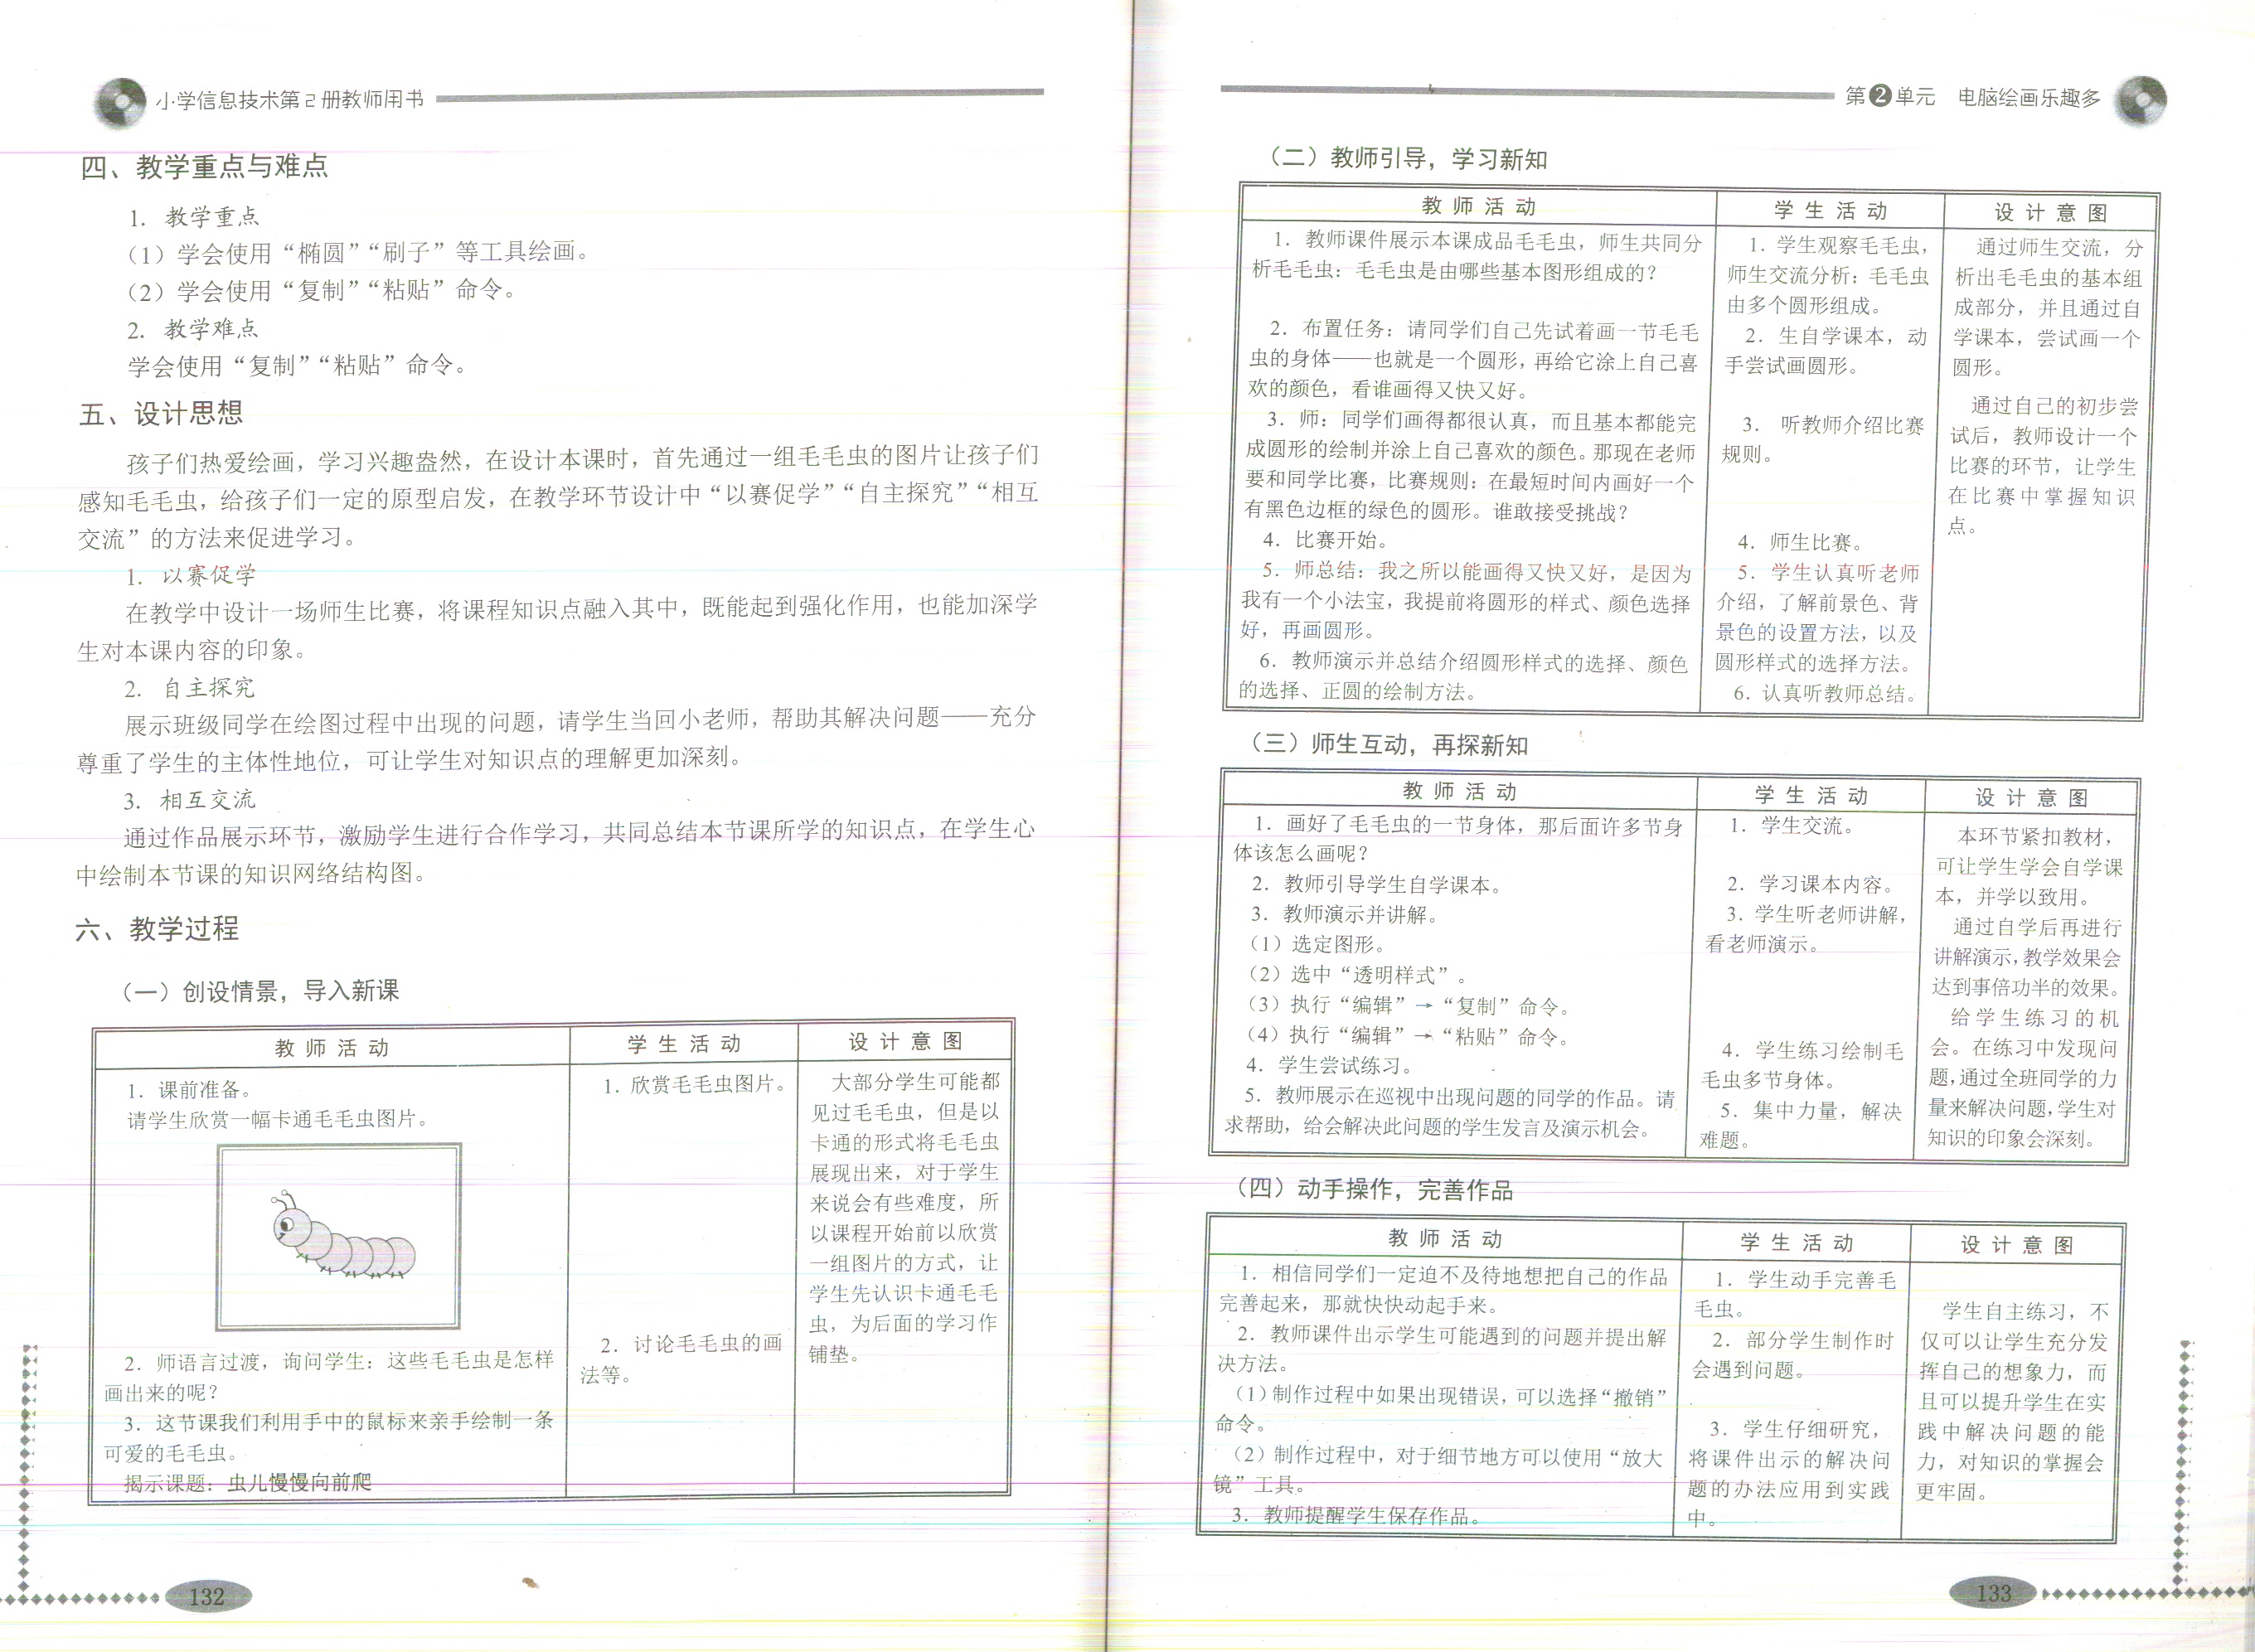 小学信息技术第2册教师用书
四、教学重点与难点
1. 教学重点
（1）学会使用“椭圆”“刷子”等工具绘画。
（2）学会使用“复制”“粘贴”命令。
2. 教学难点
学会使用“复制”“粘贴”命令。
五、设计思想
孩子们热爱绘画，学习兴趣盎然，在设计本课时，首先通过一组毛毛虫的图片让孩子们
感知毛毛虫，给孩子们一定的原型启发，在教学环节设计中“以赛促学”“自主探究”“相互
交流”的方法来促进学习。
1. 以赛促学
在教学中设计一场师生比赛，将课程知识点融入其中，既能起到强化作用，也能加深学
生对本课内容的印象。
2. 自主探究
展示班级同学在绘图过程中出现的问题，请学生当回小老师，帮助其解决问题——充分
尊重了学生的主体性地位，可让学生对知识点的理解更加深刻。
3. 相互交流
通过作品展示环节，激励学生进行合作学习，共同总结本节课所学的知识点，在学生心
中绘制本节课的知识网络结构图。
六、教学过程
（一）创设情景，导入新课
教师活动
学生活动
设计意图
1. 课前准备。
请学生欣赏一幅卡通毛毛虫图片。
2. 师语言过渡，询问学生：这些毛毛虫是怎样
画出来的呢？
3. 这节课我们利用手中的鼠标来亲手绘制一条
可爱的毛毛虫。
揭示课题：虫儿慢慢向前爬
1. 欣赏毛毛虫图片。
2. 讨论毛毛虫的画
法等。
大部分学生可能都
见过毛毛虫，但是以
卡通的形式将毛毛虫
展现出来，对于学生
来说会有些难度，所
以课程开始前以欣赏
一组图片的方式，让
学生先认识卡通毛毛
虫，为后面的学习作
铺垫。
132
第2单元 电脑绘画乐趣多
（二）教师引导，学习新知
教师活动
学生活动
设计意图
1. 教师课件展示本课成品毛毛虫，师生共同分
析毛毛虫：毛毛虫是由哪些基本图形组成的？
2. 布置任务：请同学们自己先试着画一节毛毛
虫的身体——也就是一个圆形，再给它涂上自己喜
欢的颜色，看谁画得又快又好。
3. 师：同学们画得都很认真，而且基本都能完
成圆形的绘制并涂上自己喜欢的颜色。那现在老师
要和同学比赛，比赛规则：在最短时间内画好一个
有黑色边框的绿色的圆形。谁敢接受挑战？
4. 比赛开始。
5. 师总结：我之所以能画得又快又好，是因为
我有一个小法宝，我提前将圆形的样式、颜色选择
好，再画圆形。
6. 教师演示并总结介绍圆形样式的选择、颜色
的选择、正圆的绘制方法。
1. 学生观察毛毛虫，
师生交流分析：毛毛虫
由多个圆形组成。
2. 生自学课本，动
手尝试画圆形。
3. 听教师介绍比赛
规则。
4. 师生比赛。
5. 学生认真听老师
介绍，了解前景色、背
景色的设置方法，以及
圆形样式的选择方法。
6. 认真听教师总结。
通过师生交流，分
析出毛毛虫的基本组
成部分，并且通过自
学课本，尝试画一个
圆形。
通过自己的初步尝
试后，教师设计一个
比赛的环节，让学生
在比赛中掌握知识
点。
（三）师生互动，再探新知
教师活动
学生活动
设计意图
1. 画好了毛毛虫的一节身体，那后面许多节身
体该怎么画呢？
2. 教师引导学生自学课本。
3. 教师演示并讲解。
（1）选定图形。
（2）选中“透明样式”。
（3）执行“编辑”→“复制”命令。
（4）执行“编辑”→“粘贴”命令。
4. 学生尝试练习。
5. 教师展示在巡视中出现问题的同学的作品。请
求帮助，给会解决此问题的学生发言及演示机会。
1. 学生交流。
2. 学习课本内容。
3. 学生听老师讲解，
看老师演示。
4. 学生练习绘制毛
毛虫多节身体。
5. 集中力量，解决
难题。
本环节紧扣教材，
可让学生学会自学课
本，并学以致用。
通过自学后再进行
讲解演示，教学效果会
达到事倍功半的效果。
给学生练习的机
会。在练习中发现问
题，通过全班同学的力
量来解决问题，学生对
知识的印象会深刻。
（四）动手操作，完善作品
教师活动
学生活动
设计意图
1. 相信同学们一定迫不及待地想把自己的作品
完善起来，那就快快动起手来。
2. 教师课件出示学生可能遇到的问题并提出解
决方法。
（1）制作过程中如果出现错误，可以选择“撤销”
命令。
（2）制作过程中，对于细节地方可以使用“放大
镜”工具。
3. 教师提醒学生保存作品。
1. 学生动手完善毛
毛虫。
2. 部分学生制作时
会遇到问题。
3. 学生仔细研究，
将课件出示的解决问
题的办法应用到实践
中。
学生自主练习，不
仅可以让学生充分发
挥自己的想象力，而
且可以提升学生在实
践中解决问题的能
力，对知识的掌握会
更牢固。
133